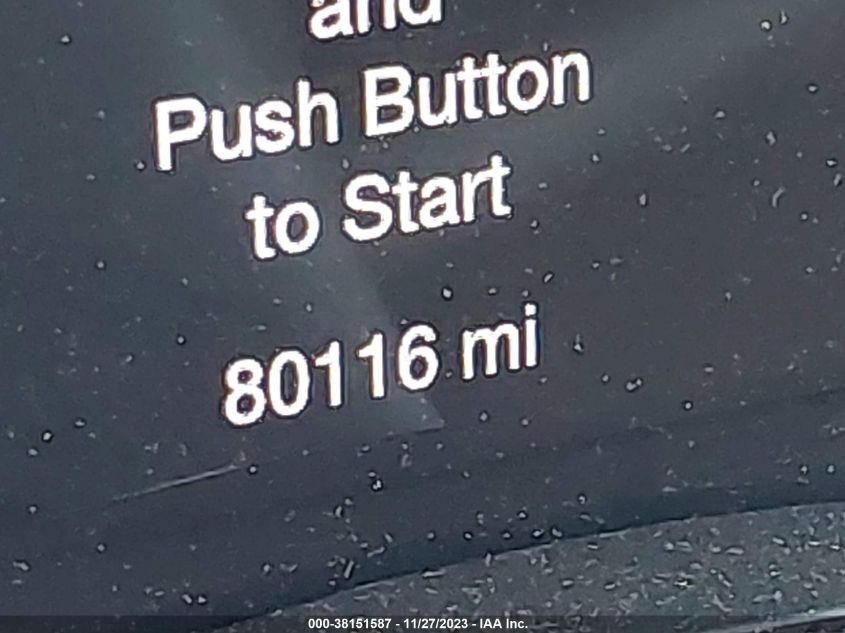 and
Push Button
to Start
80116 mi
000-38151587 - 11/27/2023 - IAA Inc.